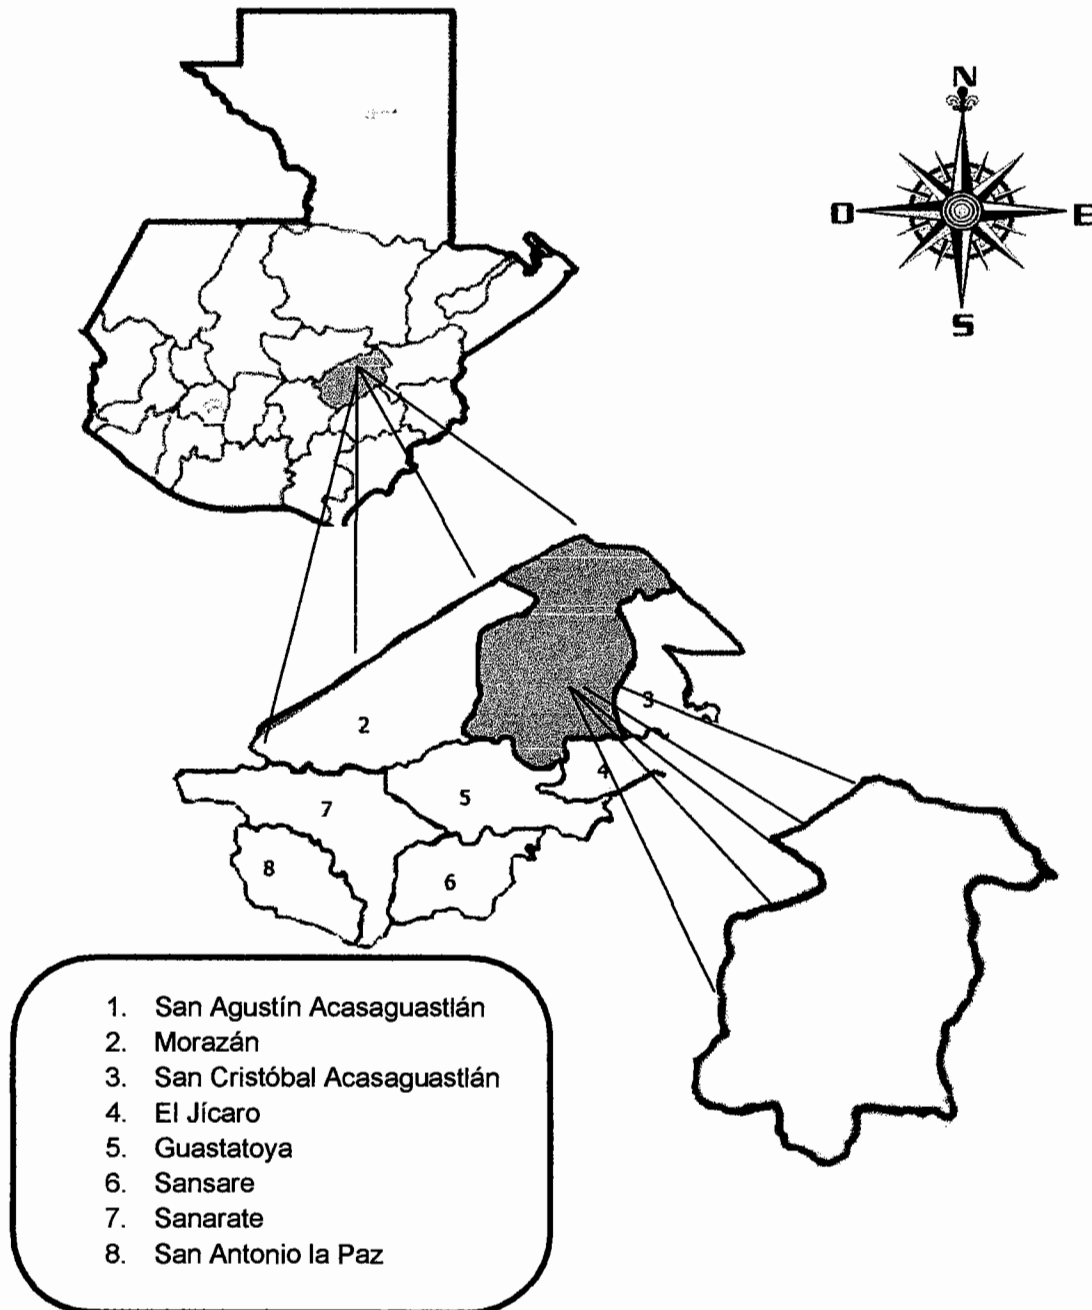 N
O E
S
2
3
4
5
7
8
6
1. San Agustín Acasaguastlán
2. Morazán
3. San Cristóbal Acasaguastlán
4. El Jícaro
5. Guastatoya
6. Sansare
7. Sanarate
8. San Antonio la Paz